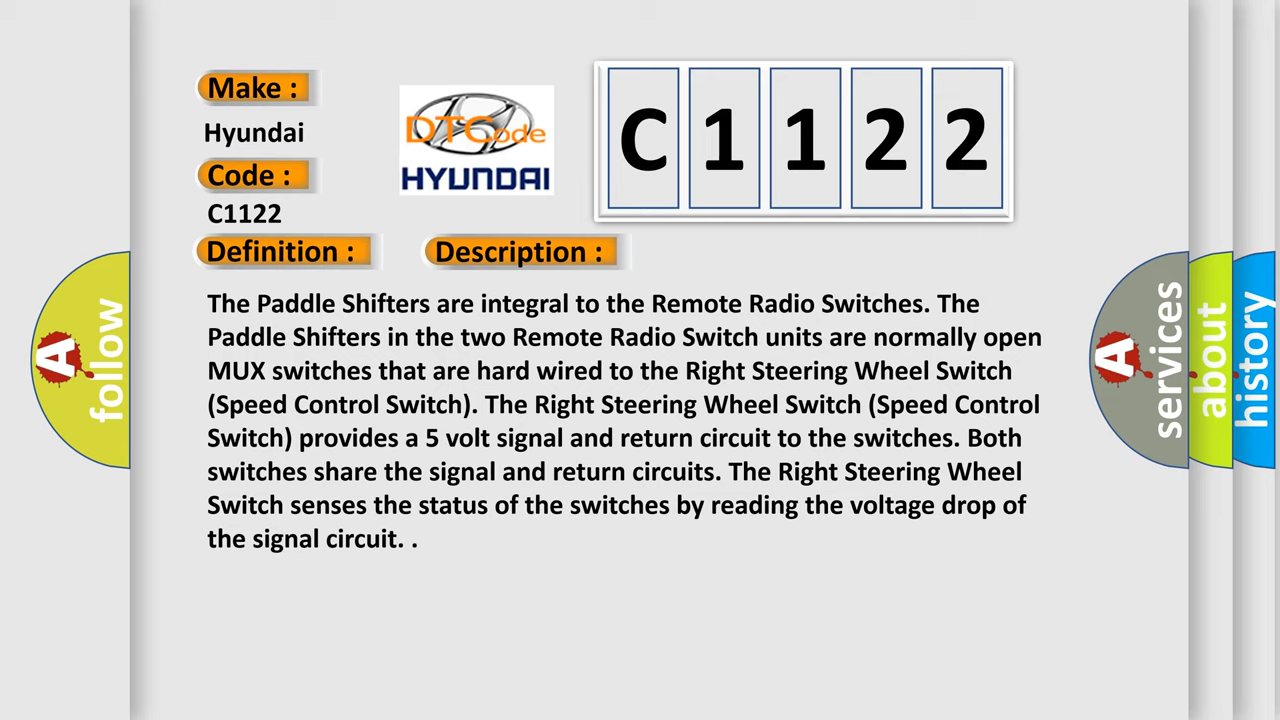 Make :
Hyundai
Code :
C1122
Definition :
Description :
DTCode
HYUNDAI
C 1 1 2 2
The Paddle Shifters are integral to the Remote Radio Switches. The
Paddle Shifters in the two Remote Radio Switch units are normally open
MUX switches that are hard wired to the Right Steering Wheel Switch
(Speed Control Switch). The Right Steering Wheel Switch (Speed Control
Switch) provides a 5 volt signal and return circuit to the switches. Both
switches share the signal and return circuits. The Right Steering Wheel
Switch senses the status of the switches by reading the voltage drop of
the signal circuit. .
A
follow
A
services
about
history